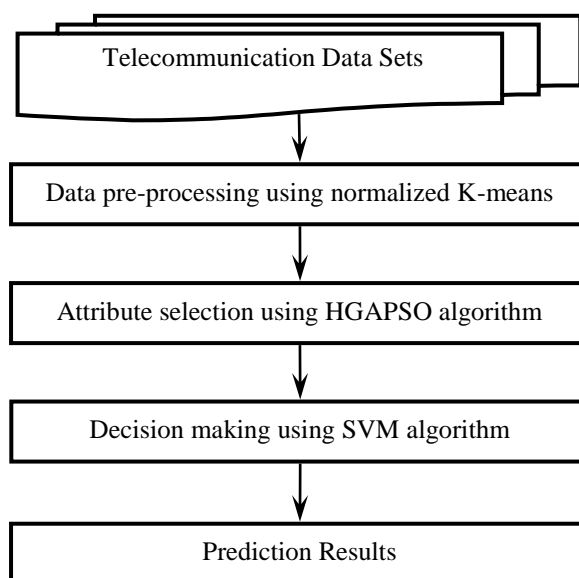 Telecommunication Data Sets
Data pre-processing using normalized K-means
Attribute selection using HGAPSO algorithm
Decision making using SVM algorithm
Prediction Results